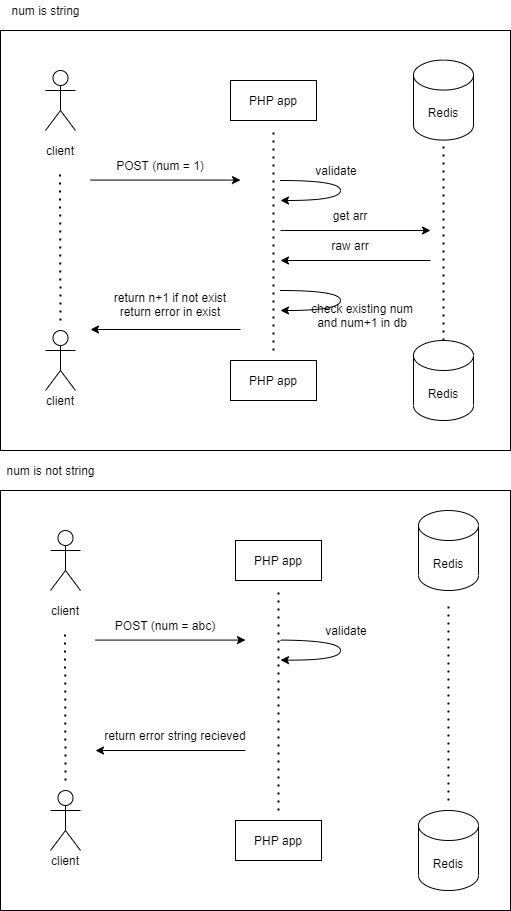 num is string
client
PHP app
Redis
POST (num = 1)
validate
get arr
raw arr
return n+1 if not exist
return error in exist
check existing num
and num+1 in db
client
PHP app
Redis
num is not string
client
PHP app
Redis
POST (num = abc)
validate
return error string recieved
client
PHP app
Redis